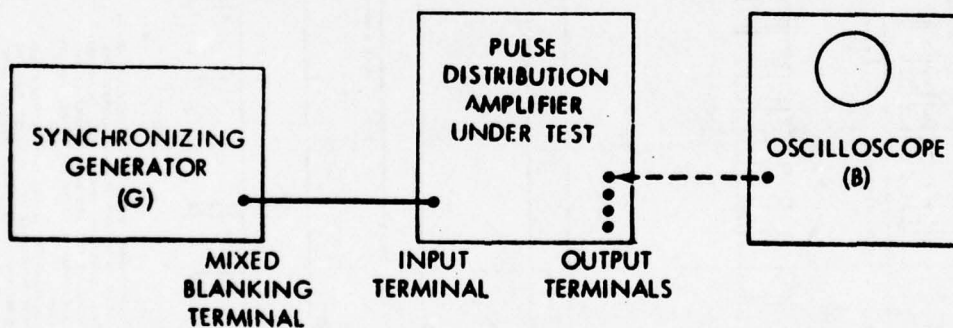 SYNCHRONIZING
GENERATOR
(G)
MIXED
BLANKING
TERMINAL
PULSE
DISTRIBUTION
AMPLIFIER
UNDER TEST
INPUT
TERMINAL
OUTPUT
TERMINALS
OSCILLOSCOPE
(B)